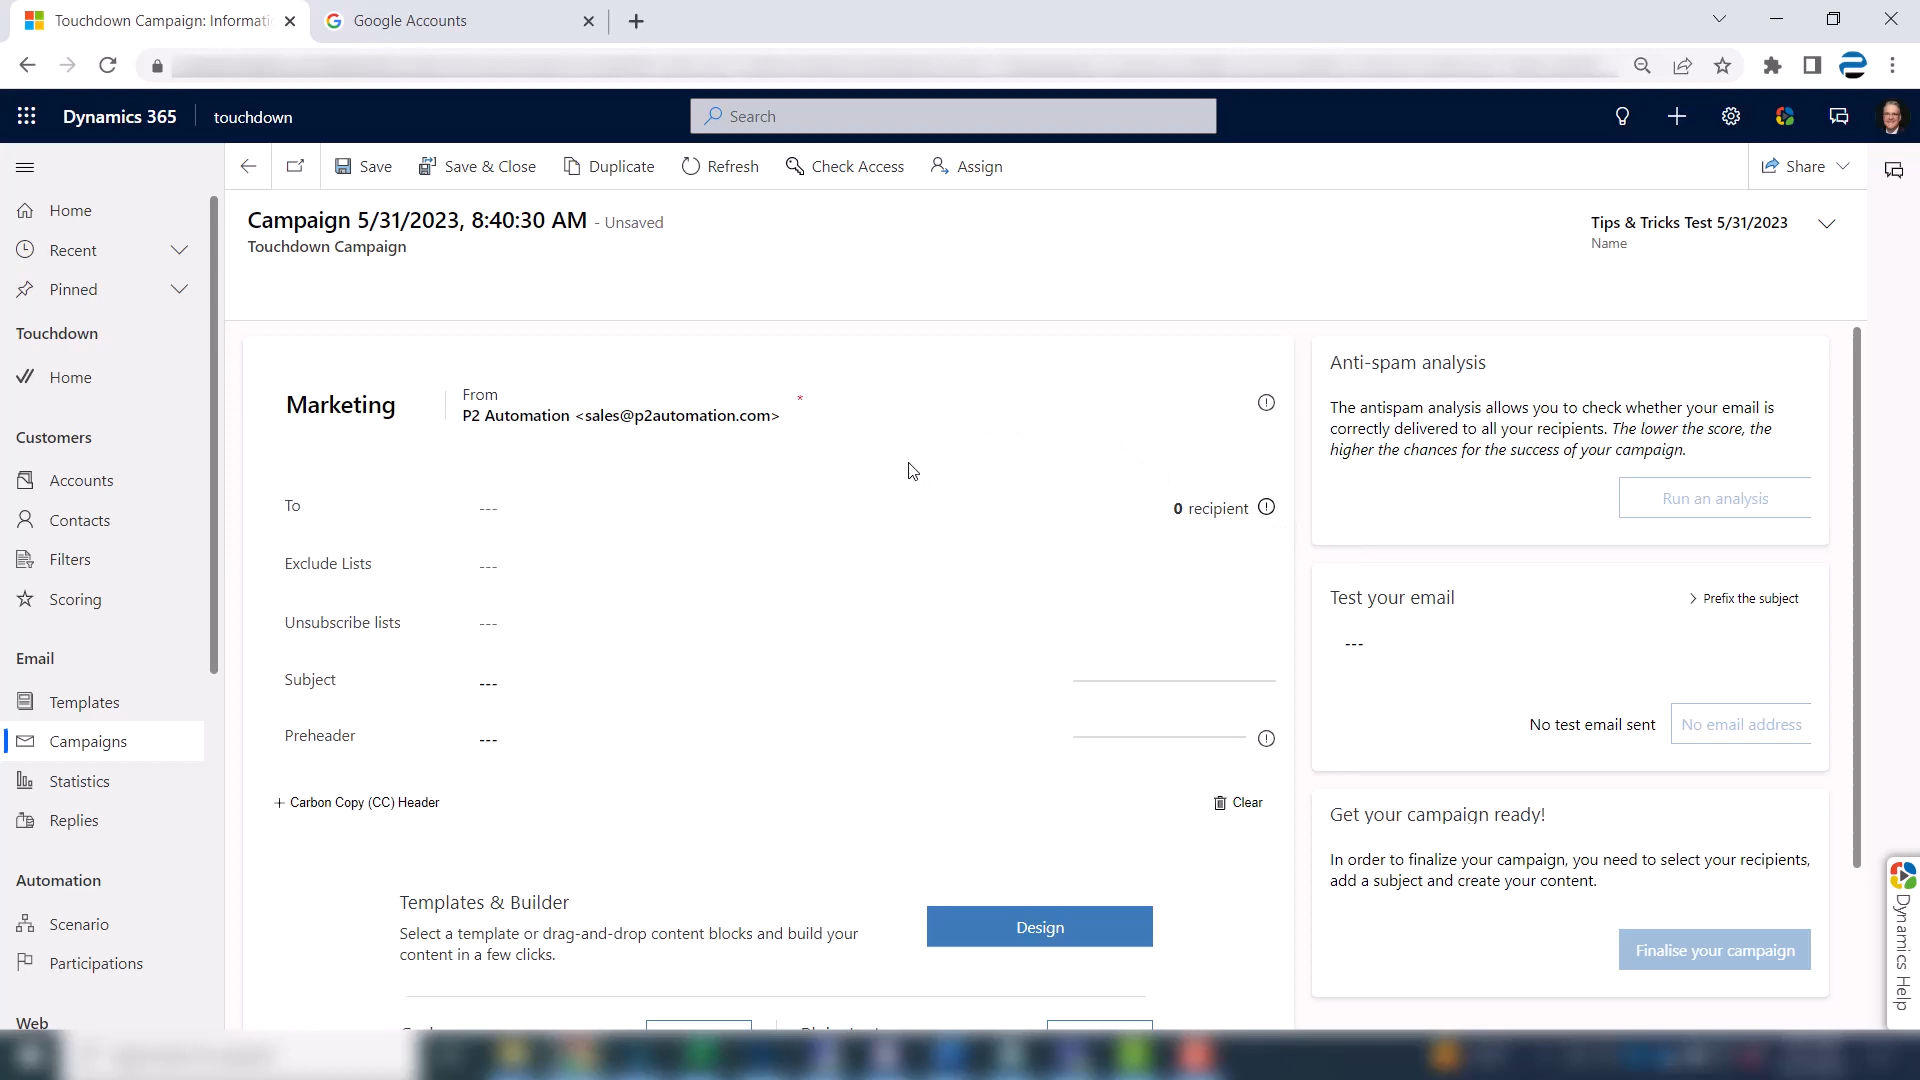 Touchdown Campaign: Informati
Google Accounts
Dynamics 365
touchdown
Search
Save
Save & Close
Duplicate
Refresh
Check Access
Assign
Share
Home
Recent
Pinned
Touchdown
Home
Customers
Accounts
Contacts
Filters
Scoring
Email
Templates
Campaigns
Statistics
Replies
Automation
Scenario
Participations
Web
Campaign 5/31/2023, 8:40:30 AM - Unsaved
Touchdown Campaign
Tips & Tricks Test 5/31/2023
Name
Marketing
From *
P2 Automation <sales@p2automation.com>
To ---
0 recipient
Exclude Lists ---
Unsubscribe lists ---
Subject ---
Preheader ---
+ Carbon Copy (CC) Header
Clear
Templates & Builder
Select a template or drag-and-drop content blocks and build your
content in a few clicks.
Design
Anti-spam analysis
The antispam analysis allows you to check whether your email is
correctly delivered to all your recipients. The lower the score, the
higher the chances for the success of your campaign.
Run an analysis
Test your email
> Prefix the subject
---
No test email sent
No email address
Get your campaign ready!
In order to finalize your campaign, you need to select your recipients,
add a subject and create your content.
Finalise your campaign
Dynamics Help